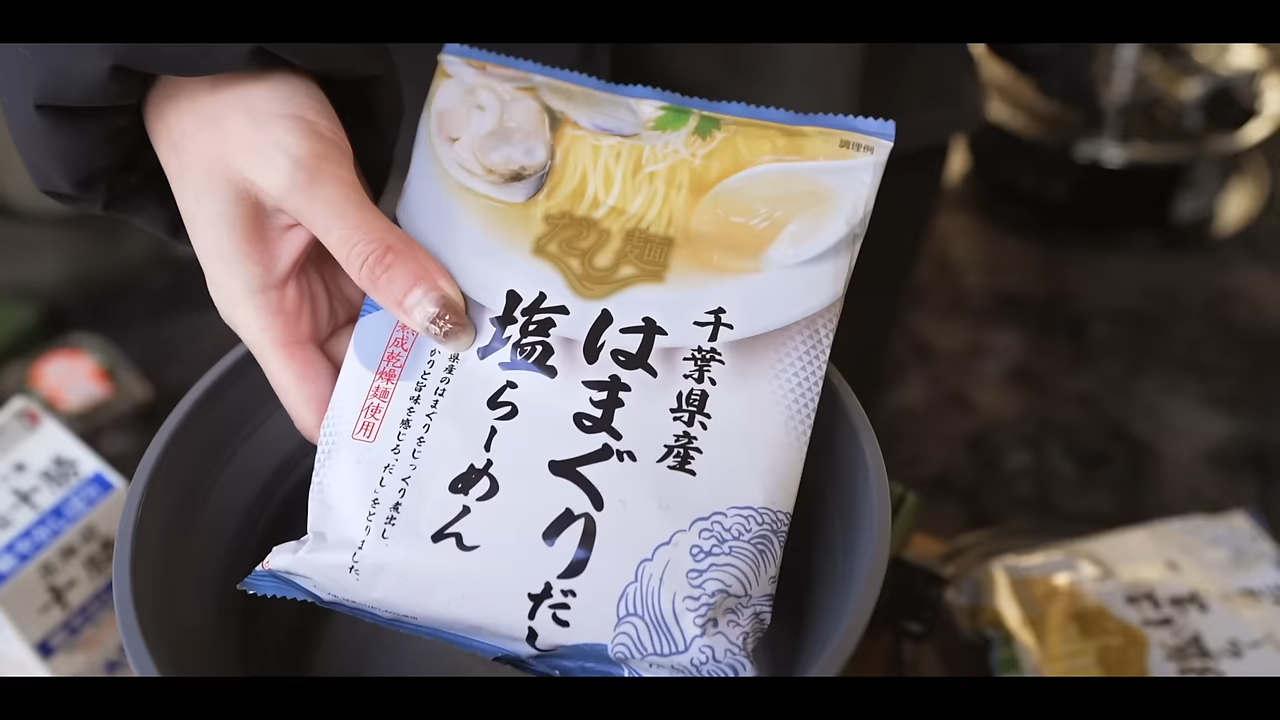 調理例
だし麺
千葉県産
はまぐりだし
塩らーめん
県産のはまぐりをじっくり煮出し、
かりと旨味を感じる「だし」をとりました。
熟成乾燥麺使用